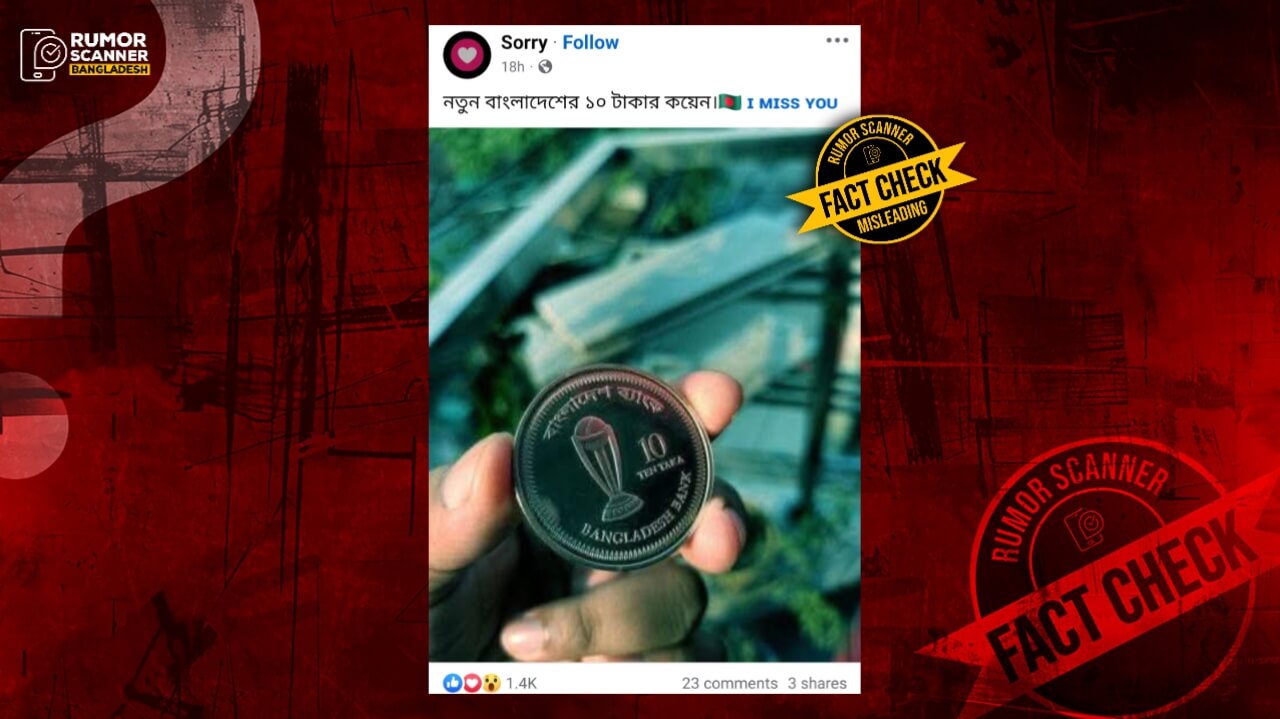 RUMOR
SCANNER
BANGLADESH
Sorry · Follow
18h ·
নতুন বাংলাদেশের ১০ টাকার কয়েন।🇧🇩 I MISS YOU
RUMOR SCANNER
FACT CHECK
MISLEADING
বাংলাদেশ ব্যাংক
10
TEN TAKA
BANGLADESH BANK
1.4K
23 comments 3 shares
RUMOR SCANNER
FACT CHECK